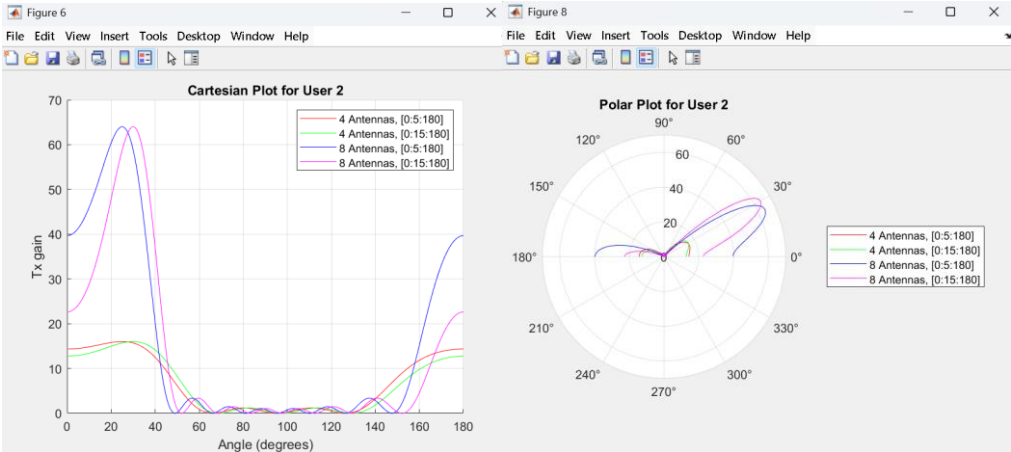 Figure 6
File Edit View Insert Tools Desktop Window Help
Cartesian Plot for User 2
70
60
50
40
30
20
10
0
Tx gain
0 20 40 60 80 100 120 140 160 180
Angle (degrees)
4 Antennas, [0:5:180]
4 Antennas, [0:15:180]
8 Antennas, [0:5:180]
8 Antennas, [0:15:180]
Figure 8
File Edit View Insert Tools Desktop Window Help
Polar Plot for User 2
90°
120° 60°
60
150° 30°
40
20
180° 0 0°
210° 330°
240° 300°
270°
4 Antennas, [0:5:180]
4 Antennas, [0:15:180]
8 Antennas, [0:5:180]
8 Antennas, [0:15:180]